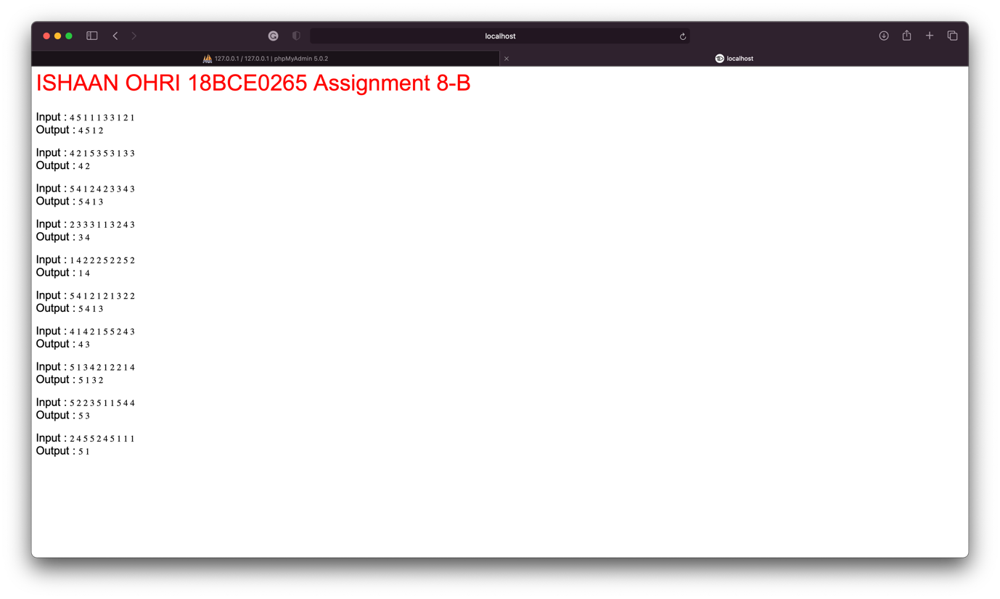 localhost
127.0.0.1 / 127.0.0.1 | phpMyAdmin 5.0.2
localhost
ISHAAN OHRI 18BCE0265 Assignment 8-B
Input : 4 5 1 1 1 3 3 1 2 1
Output : 4 5 1 2
Input : 4 2 1 5 3 5 3 1 3 3
Output : 4 2
Input : 5 4 1 2 4 2 3 3 4 3
Output : 5 4 1 3
Input : 2 3 3 3 1 1 3 2 4 3
Output : 3 4
Input : 1 4 2 2 2 5 2 2 5 2
Output : 1 4
Input : 5 4 1 2 1 2 1 3 2 2
Output : 5 4 1 3
Input : 4 1 4 2 1 5 5 2 4 3
Output : 4 3
Input : 5 1 3 4 2 1 2 2 1 4
Output : 5 1 3 2
Input : 5 2 2 3 5 1 1 5 4 4
Output : 5 3
Input : 2 4 5 5 2 4 5 1 1 1
Output : 5 1